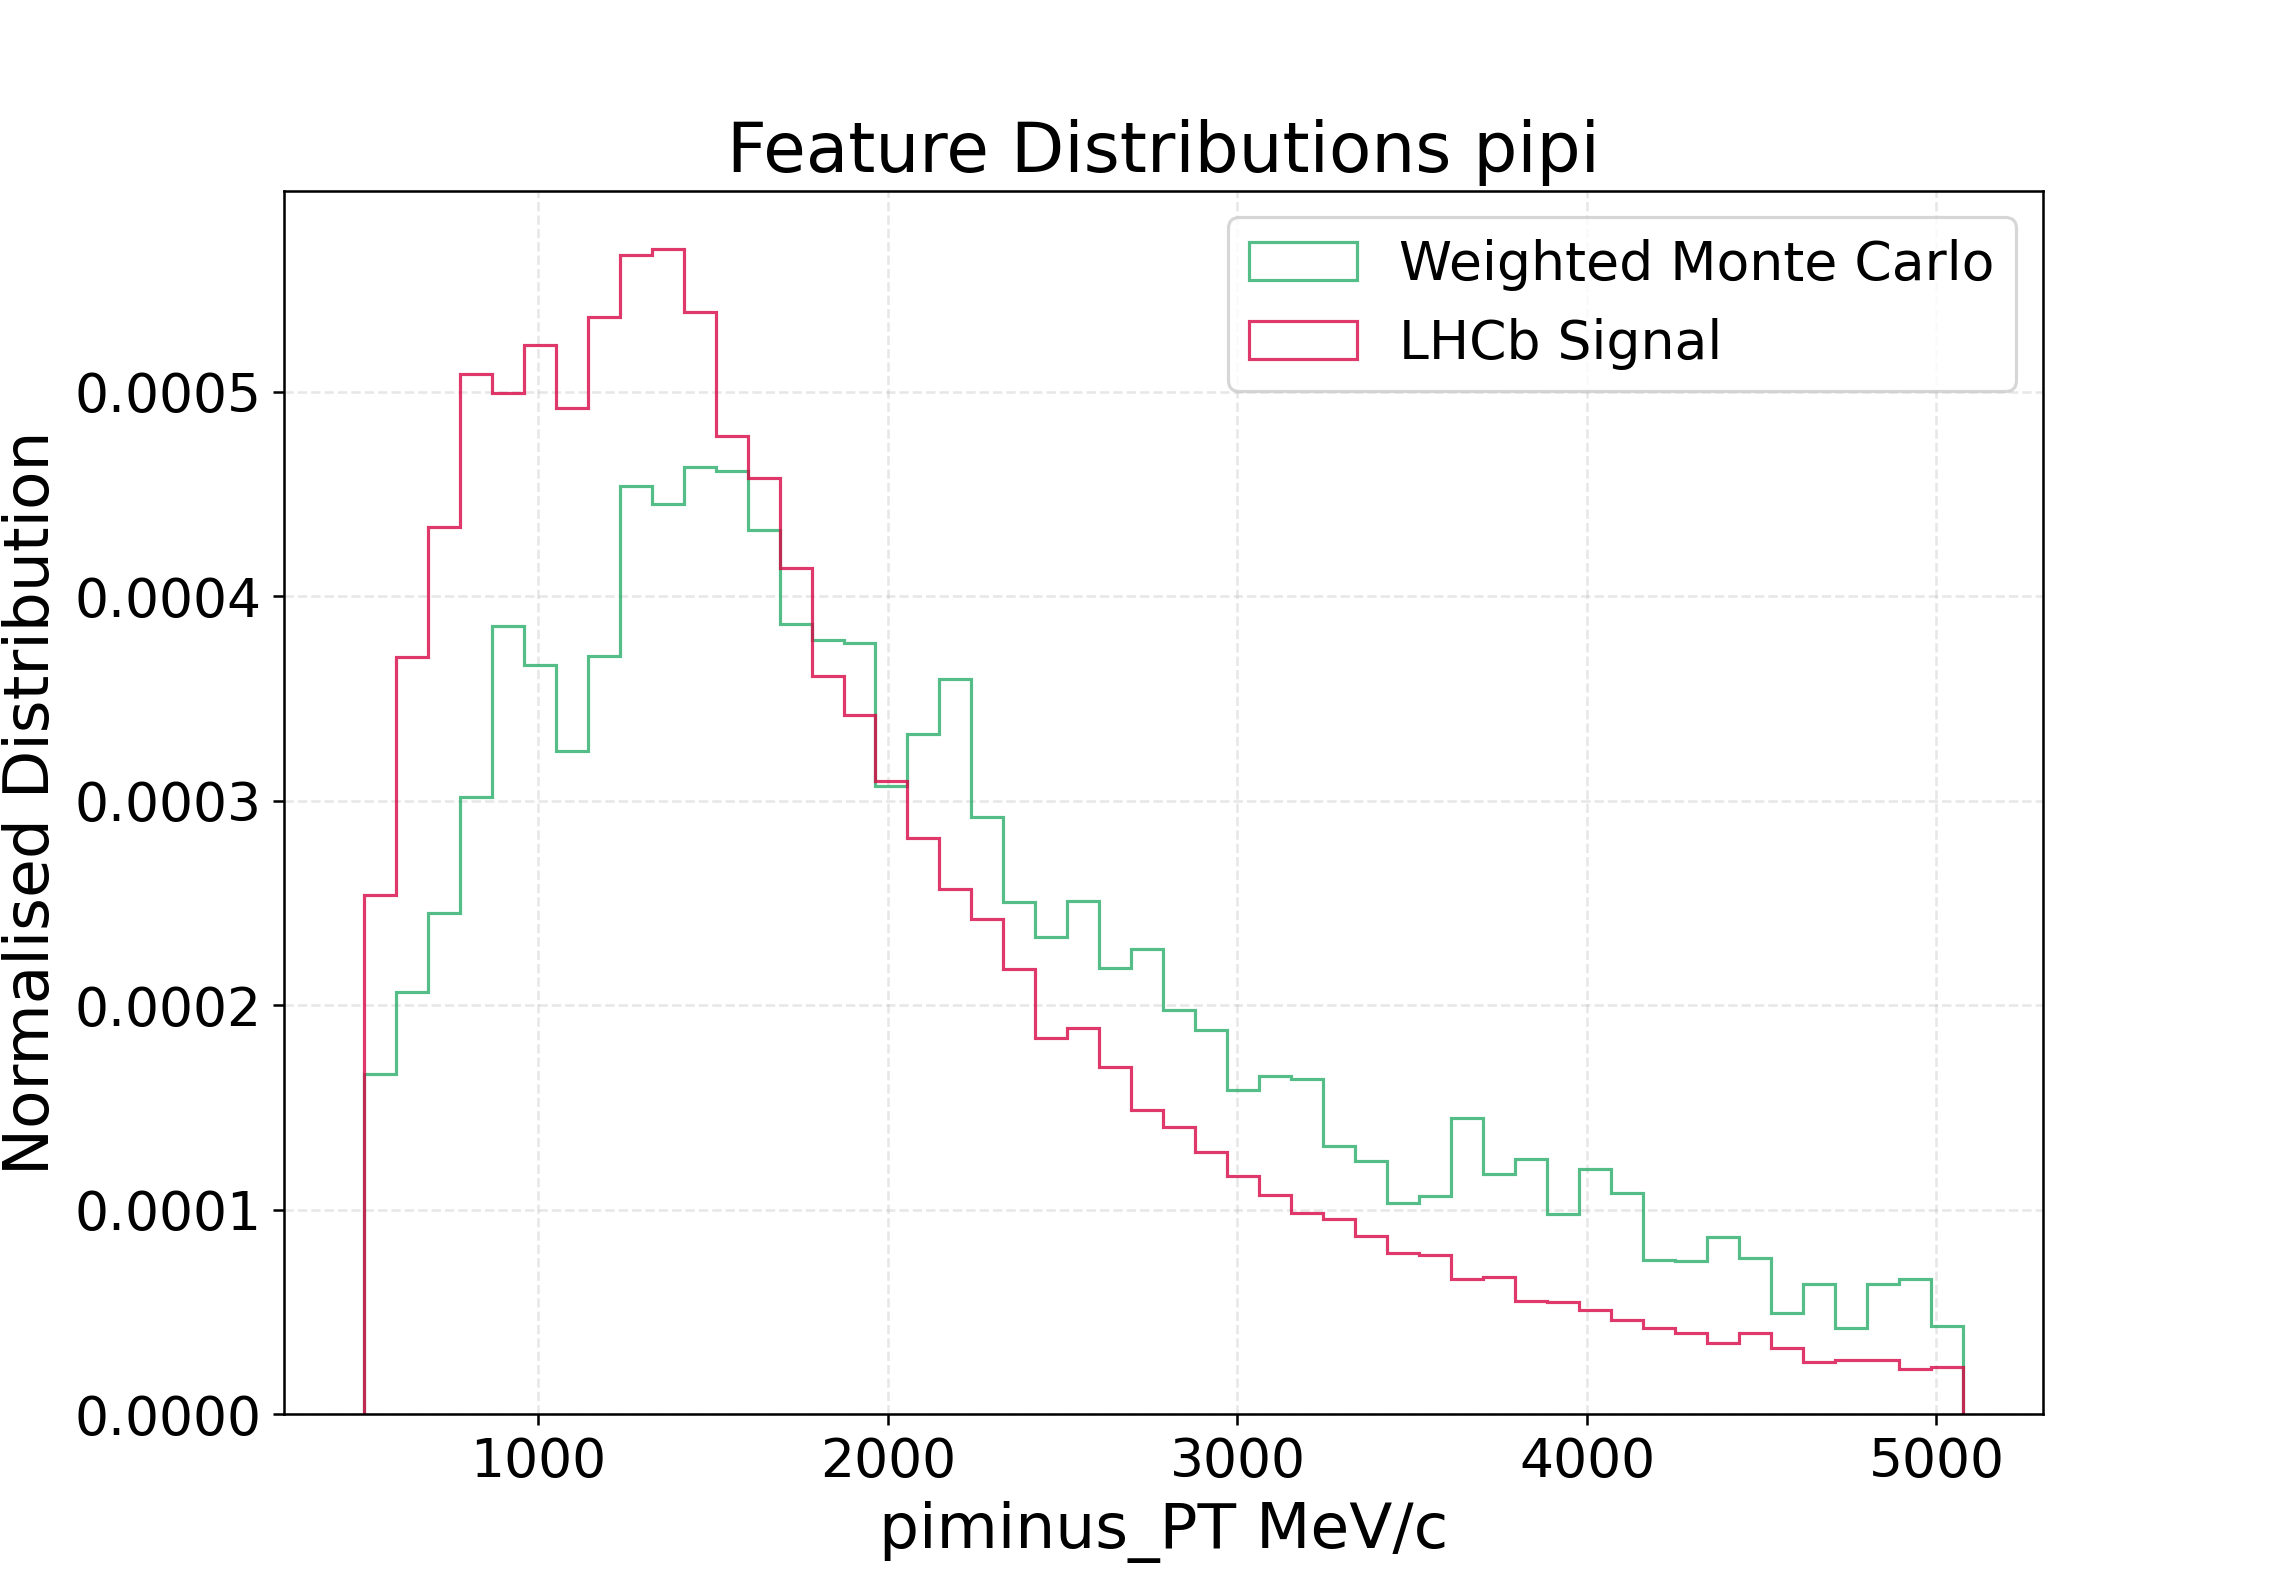 Feature Distributions pipi
Weighted Monte Carlo
LHCb Signal
Normalised Distribution
0.0005
0.0004
0.0003
0.0002
0.0001
0.0000
1000 2000 3000 4000 5000
piminus_PT MeV/c